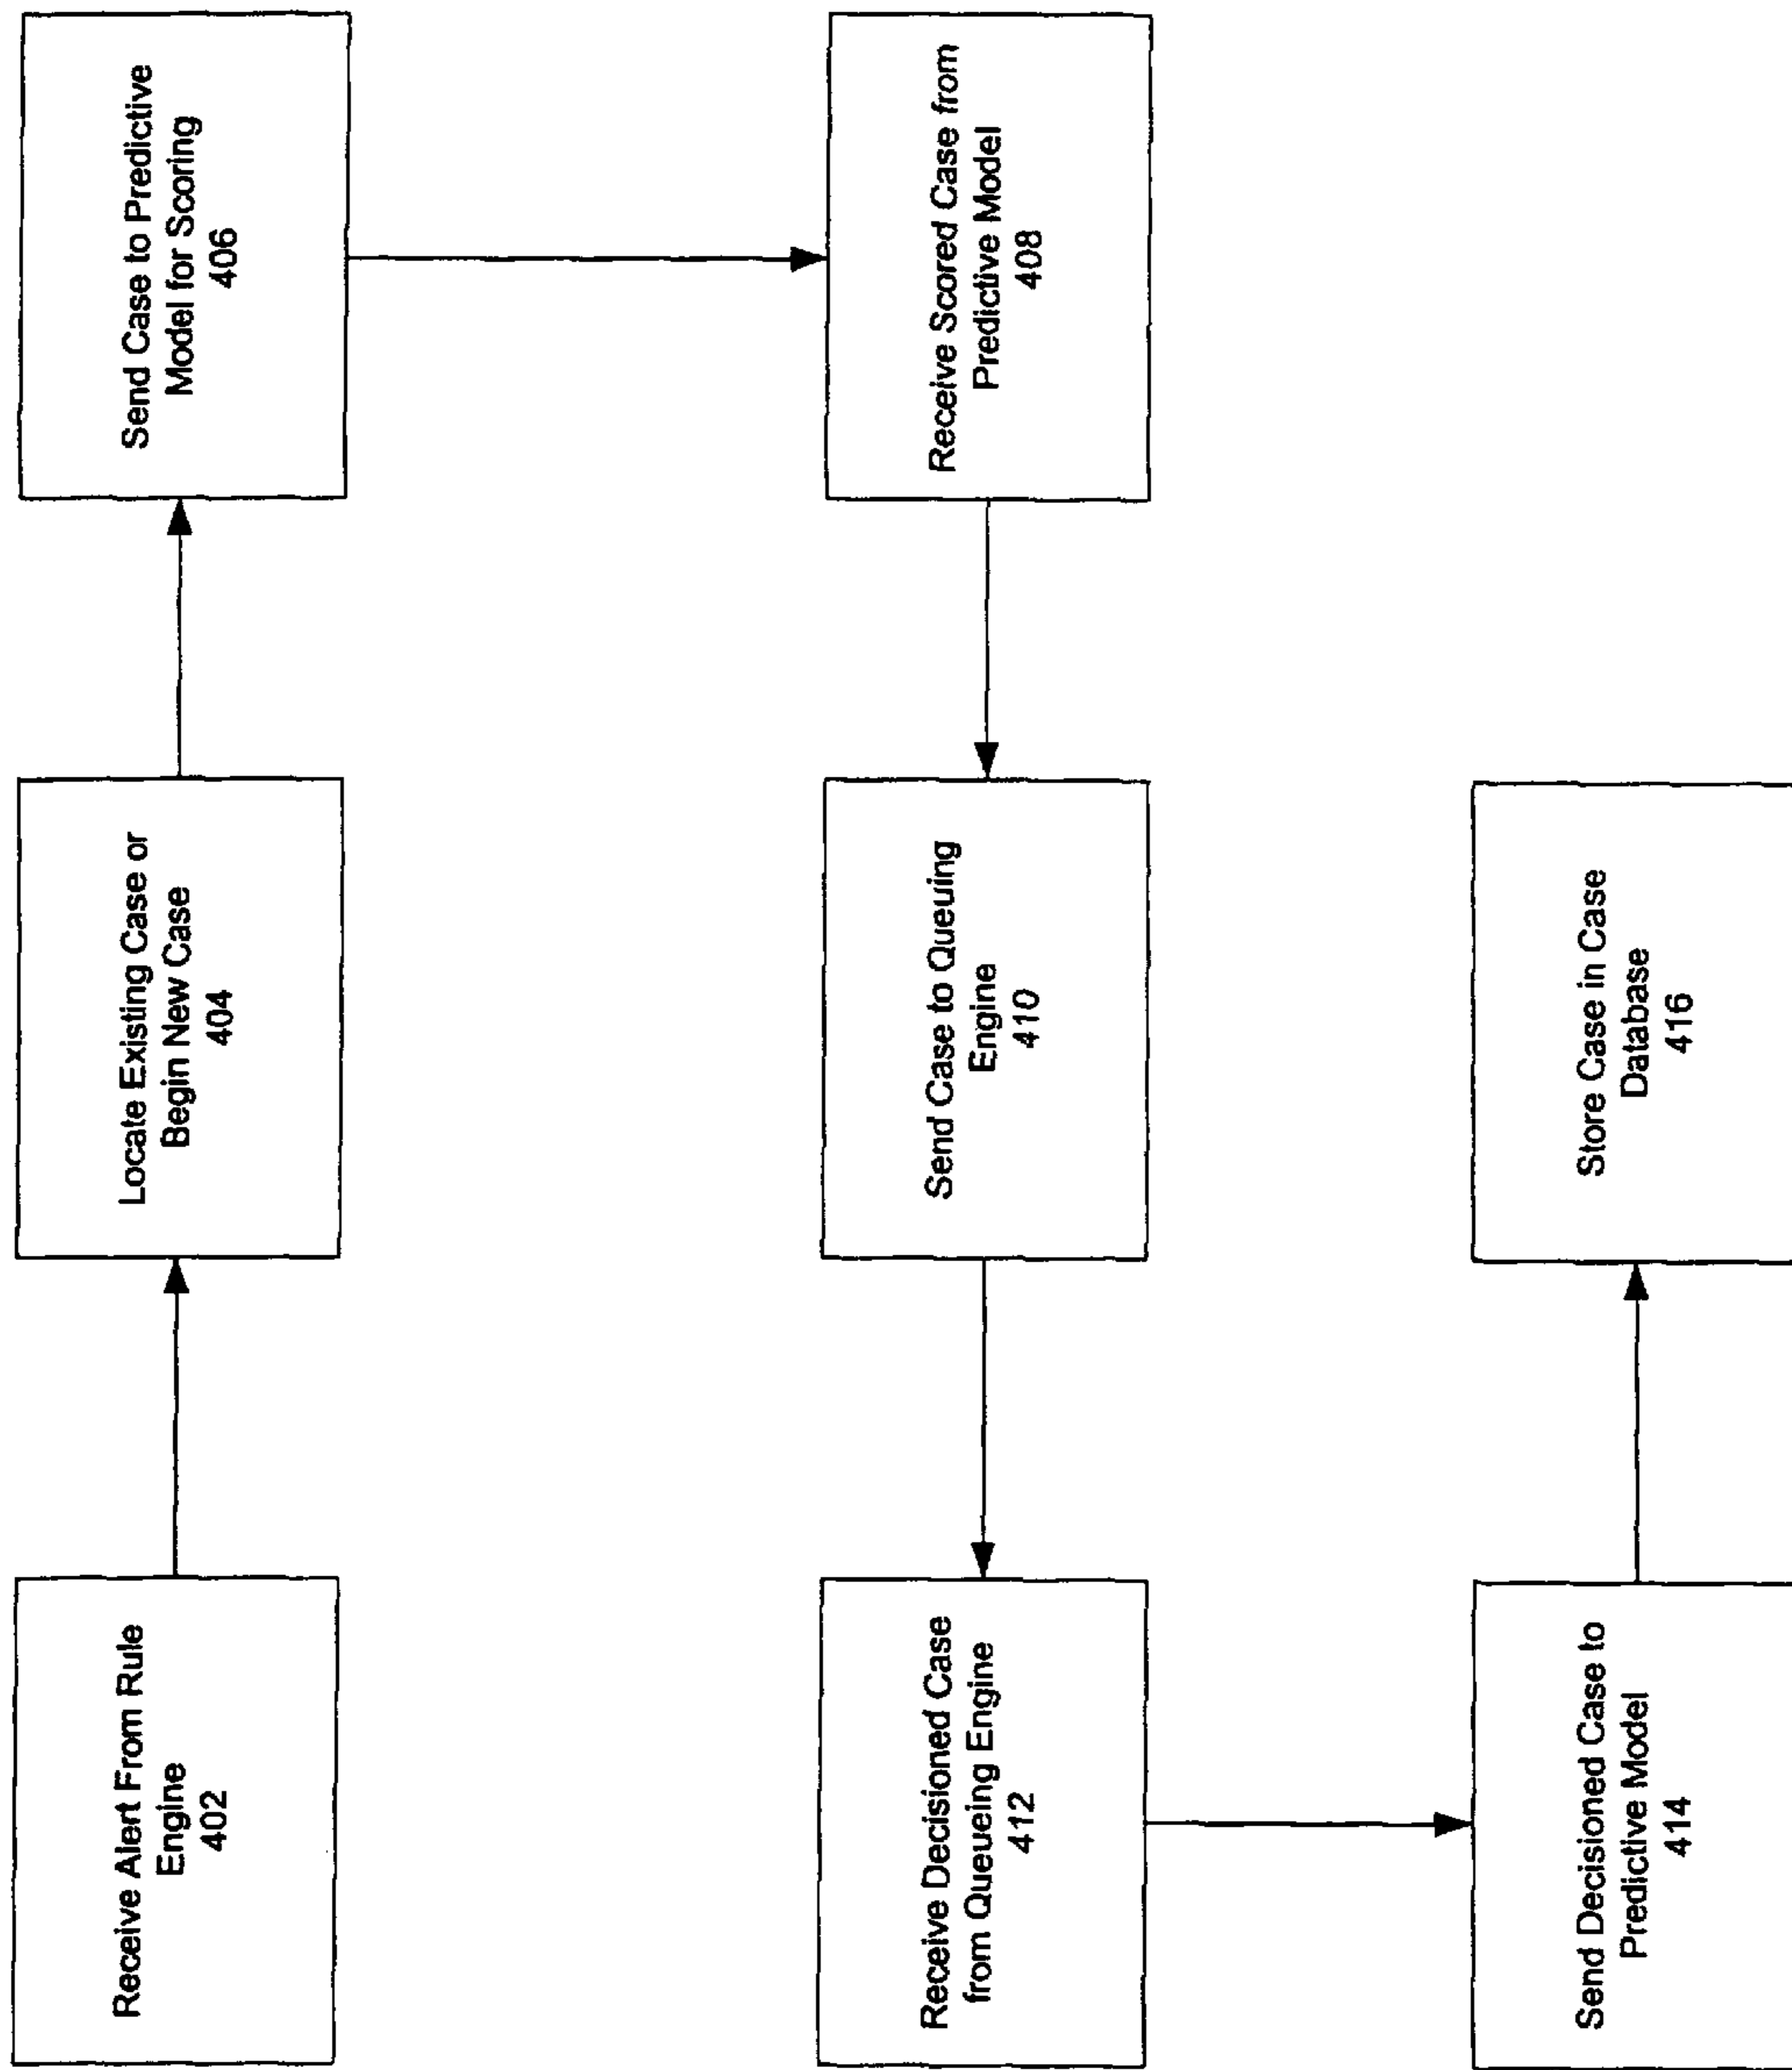 Receive Alert From Rule
Engine
402
Locate Existing Case or
Begin New Case
404
Send Case to Predictive
Model for Scoring
406
Receive Scored Case from
Predictive Model
408
Send Case to Queuing
Engine
410
Receive Decisioned Case
from Queueing Engine
412
Send Decisioned Case to
Predictive Model
414
Store Case in Case
Database
416